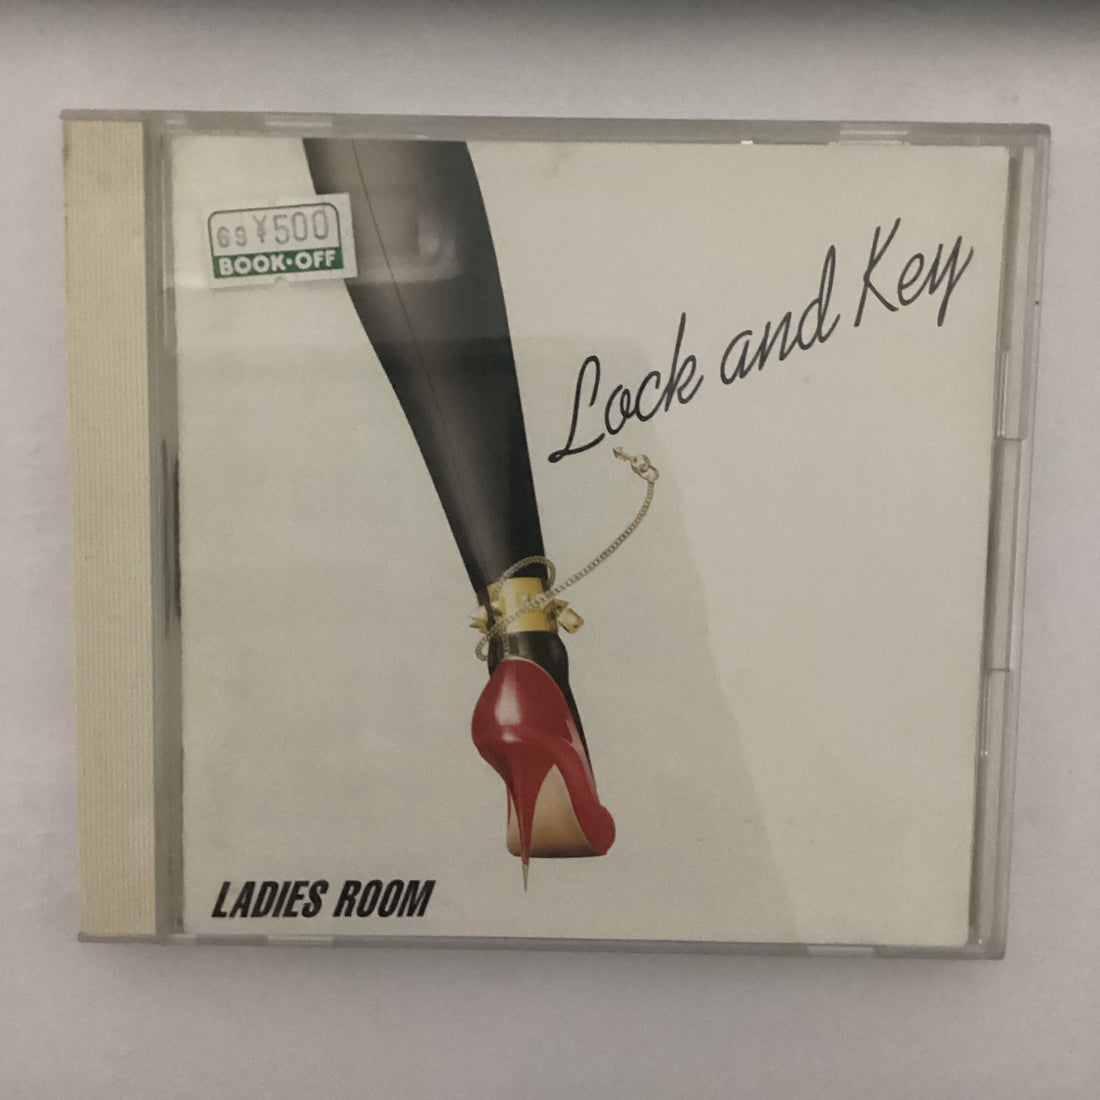 69 ¥500
BOOK·OFF
Lock and Key
LADIES ROOM